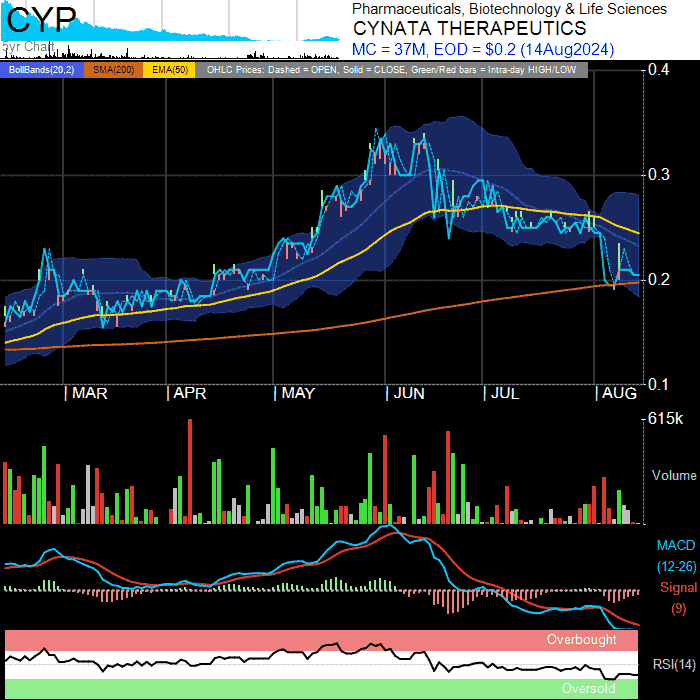 CYP
Pharmaceuticals, Biotechnology & Life Sciences
CYNATA THERAPEUTICS
5yr Chart
MC = 37M, EOD = $0.2 (14Aug2024)
BollBands(20,2) SMA(200) EMA(50) OHLC Prices: Dashed = OPEN, Solid = CLOSE, Green/Red bars = Intra-day HIGH/LOW
0.4
0.3
0.2
0.1
| MAR | APR | MAY | JUN | JUL | AUG
615k
Volume
MACD
(12-26)
Signal
(9)
Overbought
RSI(14)
Oversold